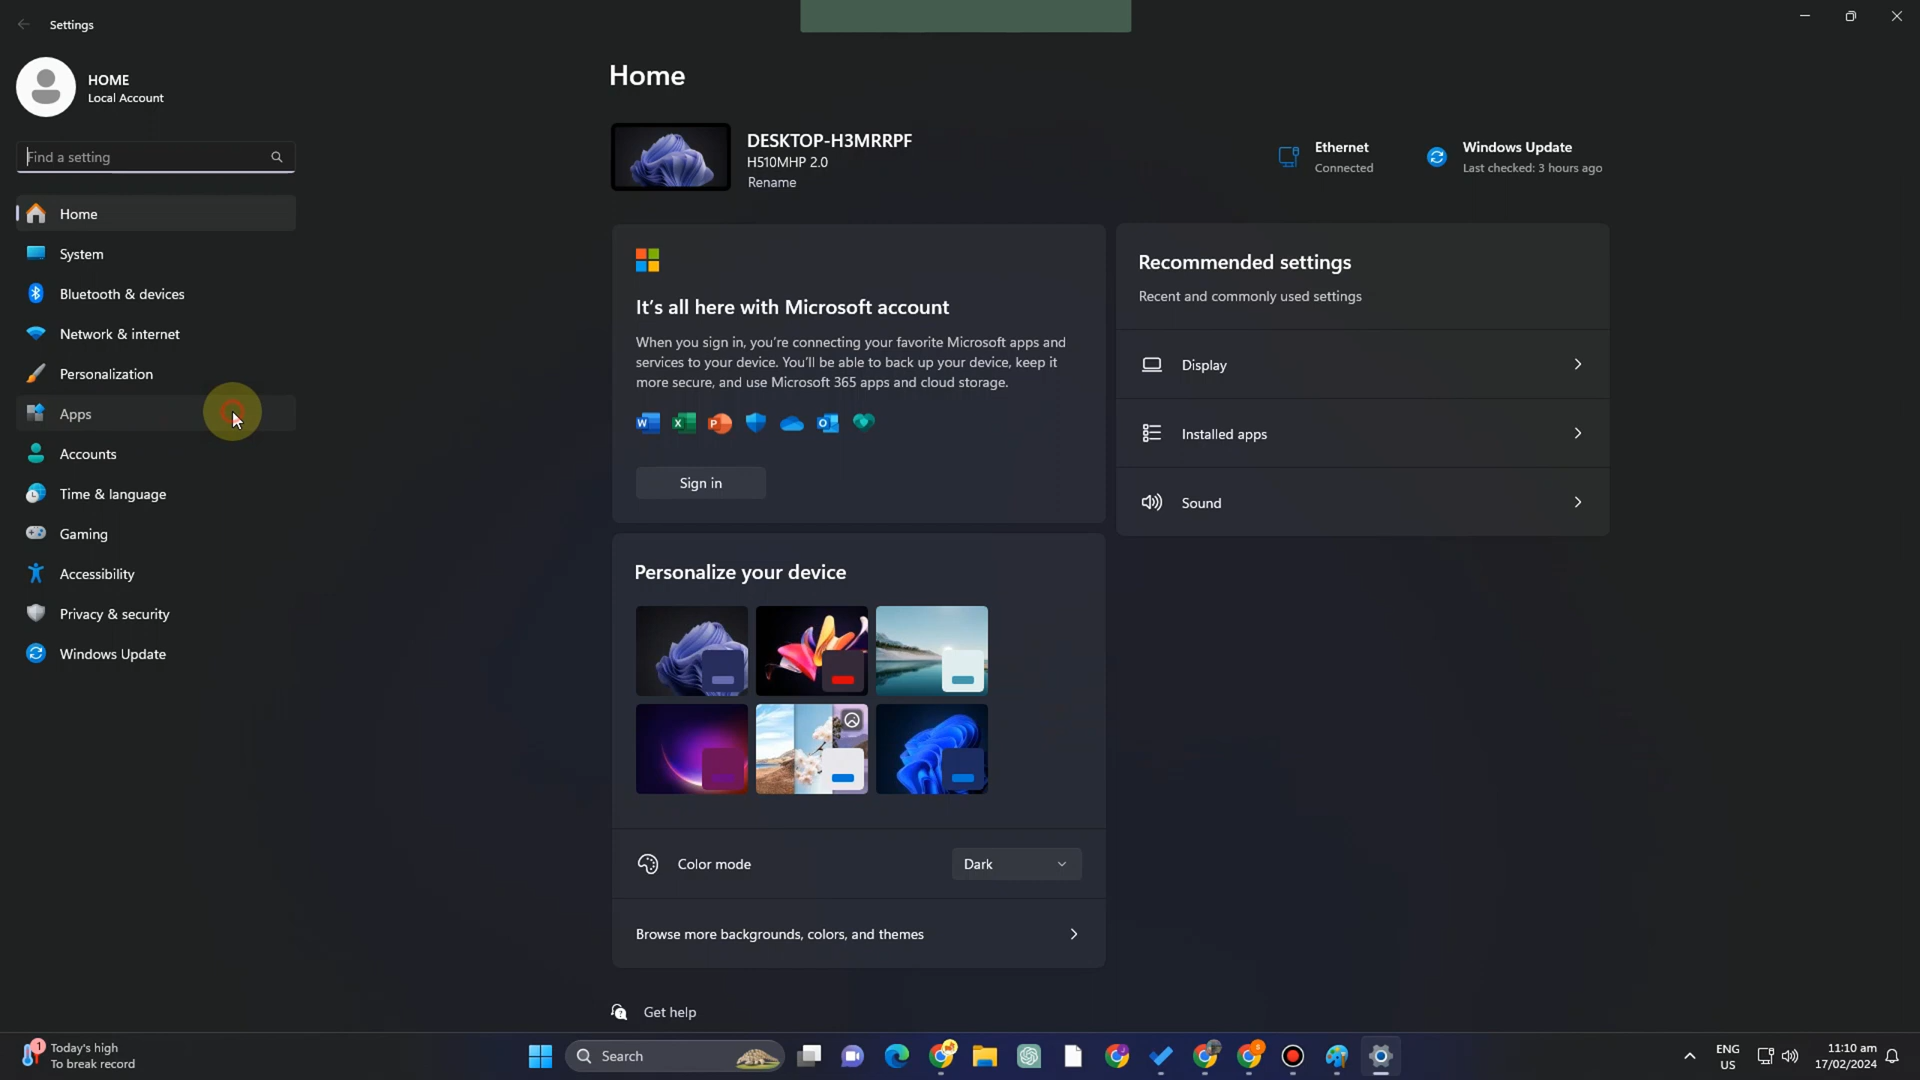 Settings
HOME
Local Account
Find a setting
Home
System
Bluetooth & devices
Network & internet
Personalization
Apps
Accounts
Time & language
Gaming
Accessibility
Privacy & security
Windows Update
Home
DESKTOP-H3MRRPF
H510MHP 2.0
Rename
Ethernet
Connected
Windows Update
Last checked: 3 hours ago
It's all here with Microsoft account
When you sign in, you're connecting your favorite Microsoft apps and
services to your device. You'll be able to back up your device, keep it
more secure, and use Microsoft 365 apps and cloud storage.
Sign in
Recommended settings
Recent and commonly used settings
Display
Installed apps
Sound
Personalize your device
Color mode
Dark
Browse more backgrounds, colors, and themes
Get help
1
Today's high
To break record
Search
ENG
US
11:10 am
17/02/2024